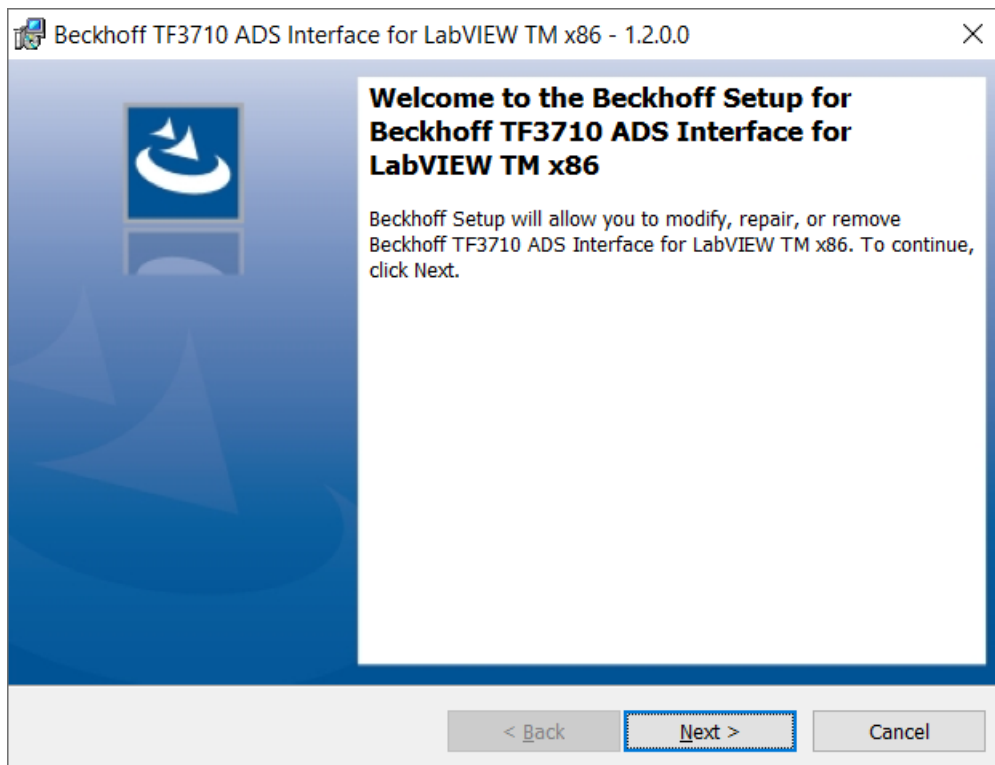 Beckhoff TF3710 ADS Interface for LabVIEW TM x86 - 1.2.0.0
Welcome to the Beckhoff Setup for
Beckhoff TF3710 ADS Interface for
LabVIEW TM x86
Beckhoff Setup will allow you to modify, repair, or remove
Beckhoff TF3710 ADS Interface for LabVIEW TM x86. To continue,
click Next.
< Back
Next >
Cancel